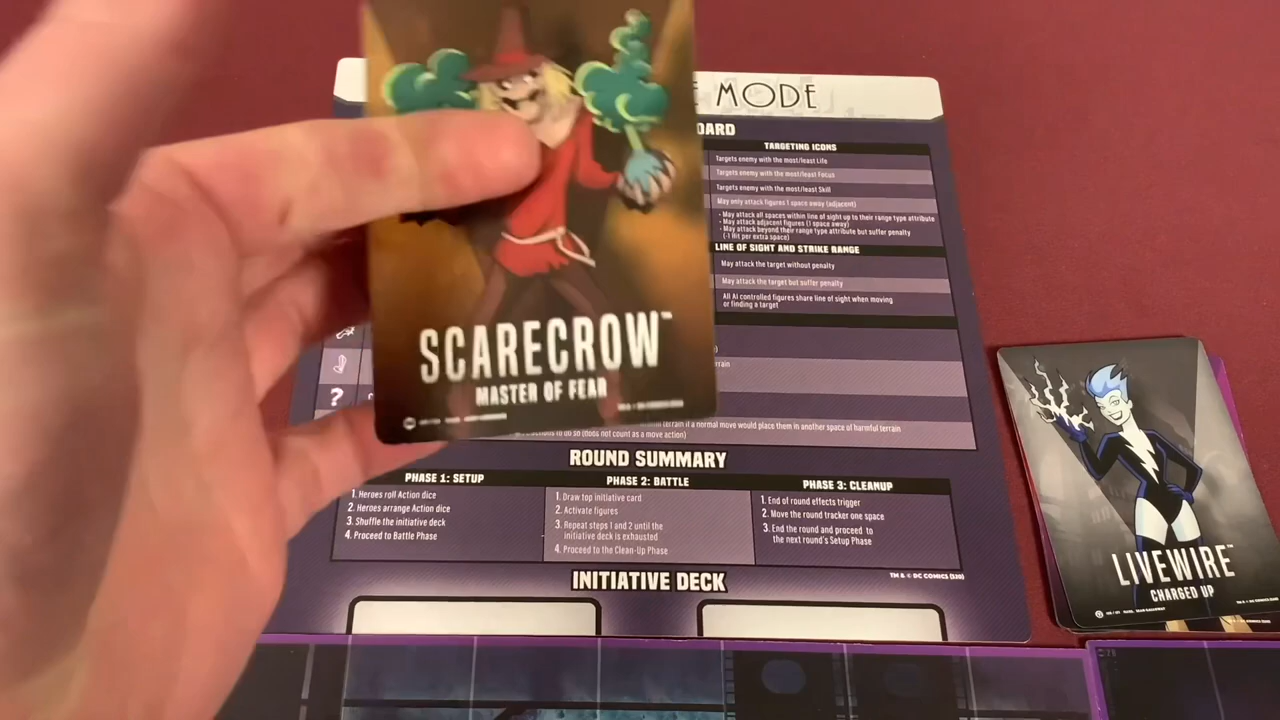 MODE
TARGETING ICONS
Targets enemy with the most/least Life
Targets enemy with the most/least Focus
Targets enemy with the most/least Skill
May only attack figures 1 space away (adjacent)
• May attack all spaces within line of sight up to their range type attribute
• May attack adjacent figures (1 space away)
• May attack beyond their range type attribute but suffer penalty
(-1 Hit per extra space)
LINE OF SIGHT AND STRIKE RANGE
May attack the target without penalty
May attack the target but suffer penalty
All AI controlled figures share line of sight when moving
or finding a target
SCARECROW™
MASTER OF FEAR
?
terrain if a normal move would place them in another space of harmful terrain
to do so (does not count as a move action)
ROUND SUMMARY
PHASE 1: SETUP
1. Heroes roll Action dice
2. Heroes arrange Action dice
3. Shuffle the initiative deck
4. Proceed to Battle Phase
PHASE 2: BATTLE
1. Draw top initiative card
2. Activate figures
3. Repeat steps 1 and 2 until the
initiative deck is exhausted
4. Proceed to the Clean-Up Phase
PHASE 3: CLEANUP
1. End of round effects trigger
2. Move the round tracker one space
3. End the round and proceed to
the next round's Setup Phase
TM & © DC COMICS (S20)
INITIATIVE DECK
LIVEWIRE™
CHARGED UP